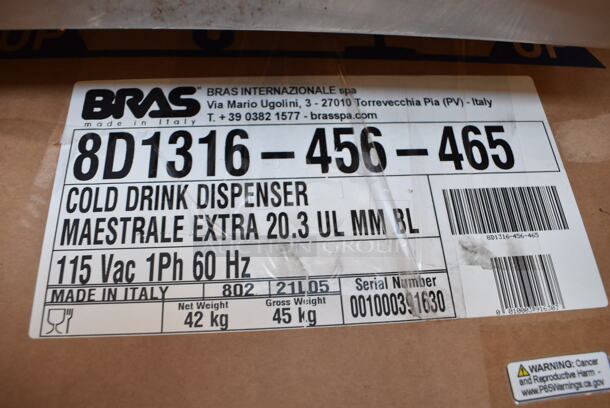 UP
UP
BRAS
made in Italy
BRAS INTERNAZIONALE spa
Via Mario Ugolini, 3 - 27010 Torrevecchia Pia (PV) - Italy
T. +39 0382 1577 - brasspa.com
8D1316-456-465
COLD DRINK DISPENSER
MAESTRALE EXTRA 20.3 UL MM BL
8D1316-456-465
115 Vac 1Ph 60 Hz
MADE IN ITALY
802
21L05
Serial Number
001000391630
Net Weight
42 kg
Gross Weight
45 kg
WARNING: Cancer
and Reproductive Harm -
www.P65Warnings.ca.gov